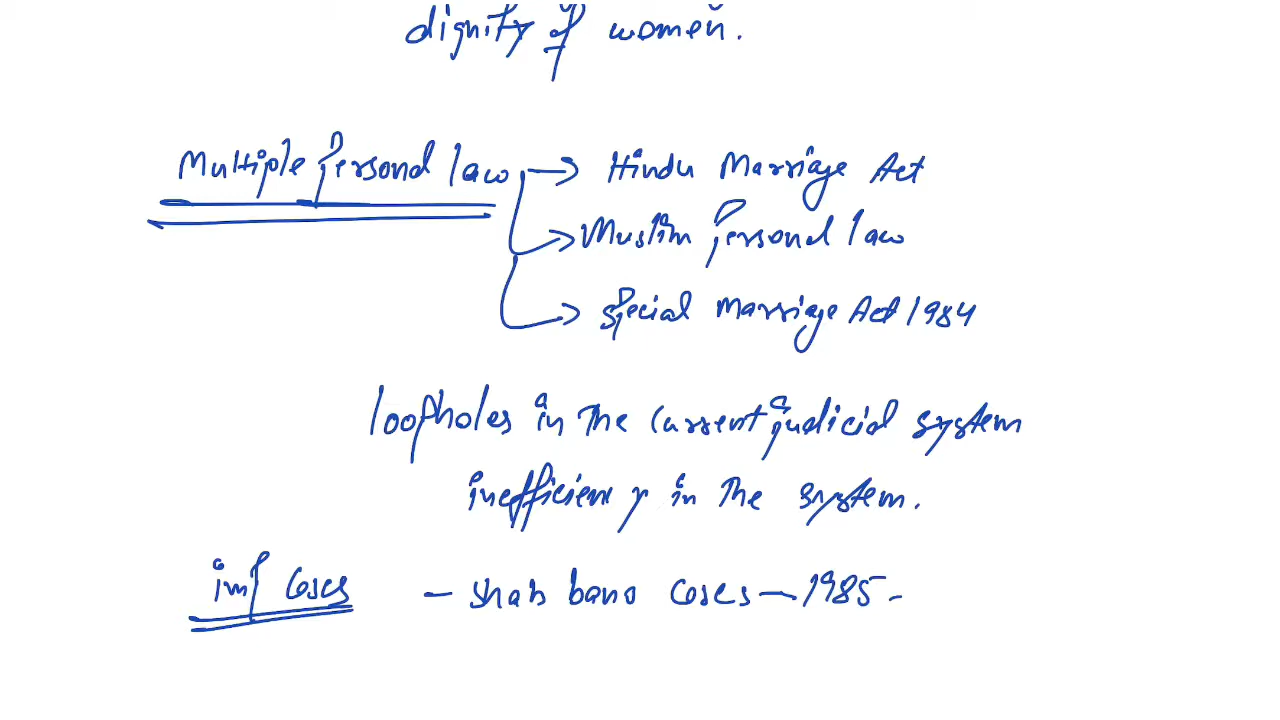 dignity of women.
Multiple personal law → Hindu Marriage Act
→ Muslim personal law
→ special marriage Act 1984
loopholes in the current judicial system
inefficiency in the system.
imp cases - shah bano cases - 1985 -